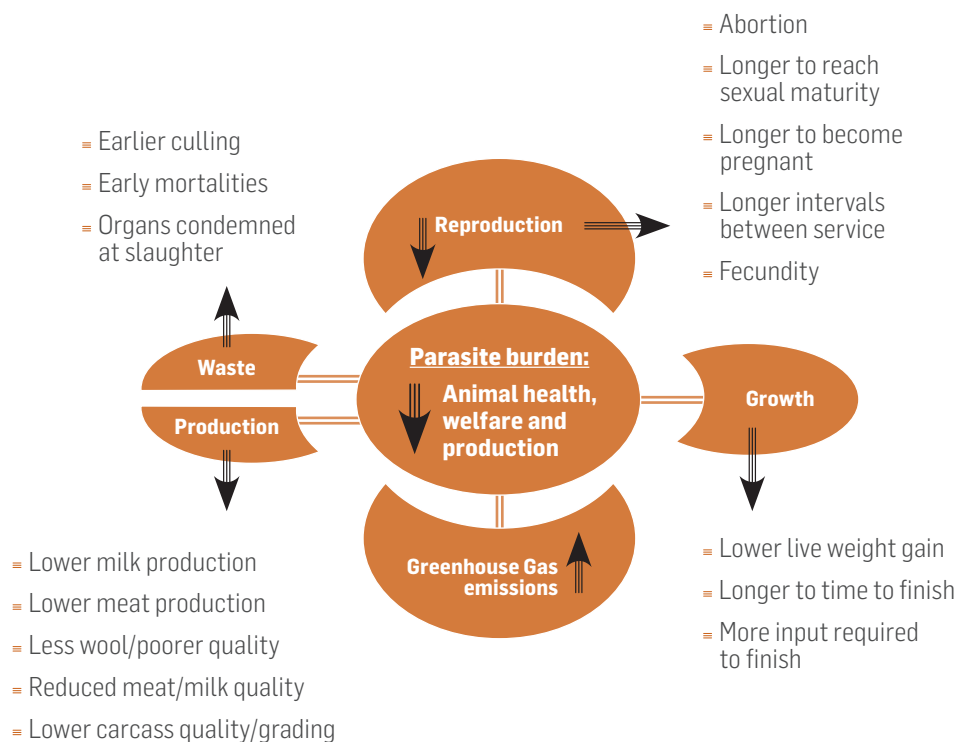 Abortion
Longer to reach
sexual maturity
Longer to become
pregnant
Longer intervals
between service
Fecundity
Earlier culling
Early mortalities
Organs condemned
at slaughter
Reproduction
Waste
Production
Parasite burden:
Animal health,
welfare and
production
Growth
Greenhouse Gas
emissions
Lower milk production
Lower meat production
Less wool/poorer quality
Reduced meat/milk quality
Lower carcass quality/grading
Lower live weight gain
Longer to time to finish
More input required
to finish